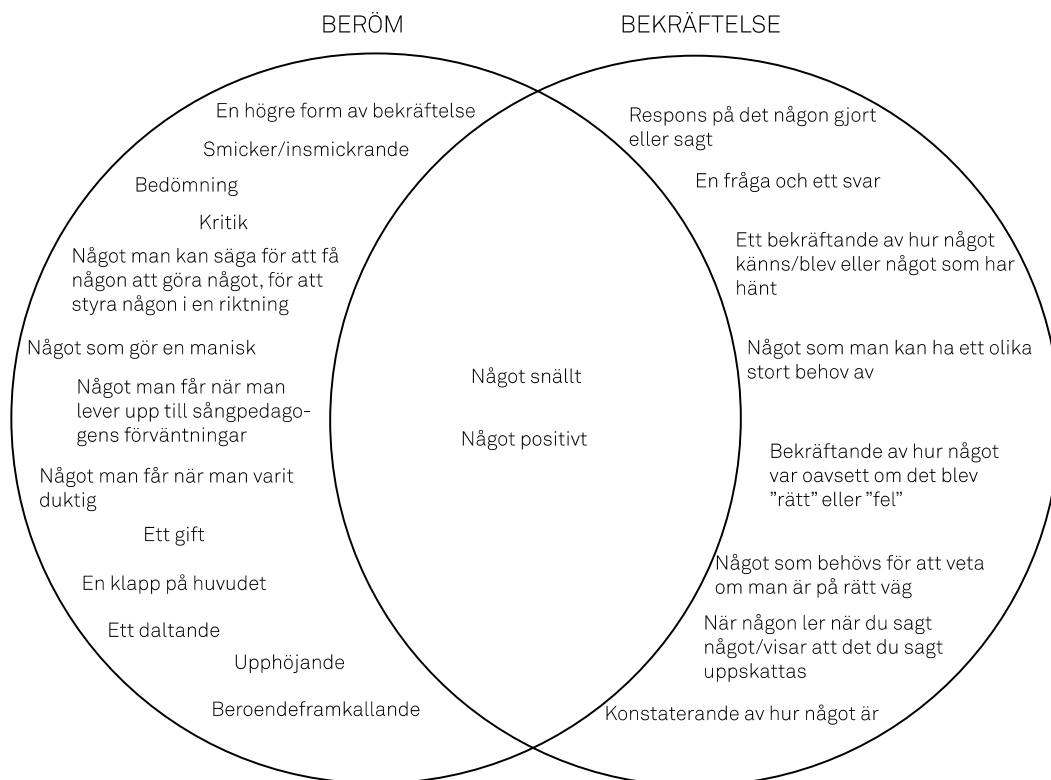 BERÖM
BEKRÄFTELSE
En högre form av bekräftelse
Smicker/insmickrande
Bedömning
Kritik
Något man kan säga för att få
någon att göra något, för att
styra någon i en riktning
Något som gör en manisk
Något man får när man
lever upp till sångpedago-
gens förväntningar
Något man får när man varit
duktig
Ett gift
En klapp på huvudet
Ett daltande
Upphöjande
Beroendeframkallande
Något snällt
Något positivt
Respons på det någon gjort
eller sagt
En fråga och ett svar
Ett bekräftande av hur något
känns/blev eller något som har
hänt
Något som man kan ha ett olika
stort behov av
Bekräftande av hur något
var oavsett om det blev
”rätt” eller ”fel”
Något som behövs för att veta
om man är på rätt väg
När någon ler när du sagt
något/visar att det du sagt
uppskattas
Konstaterande av hur något är